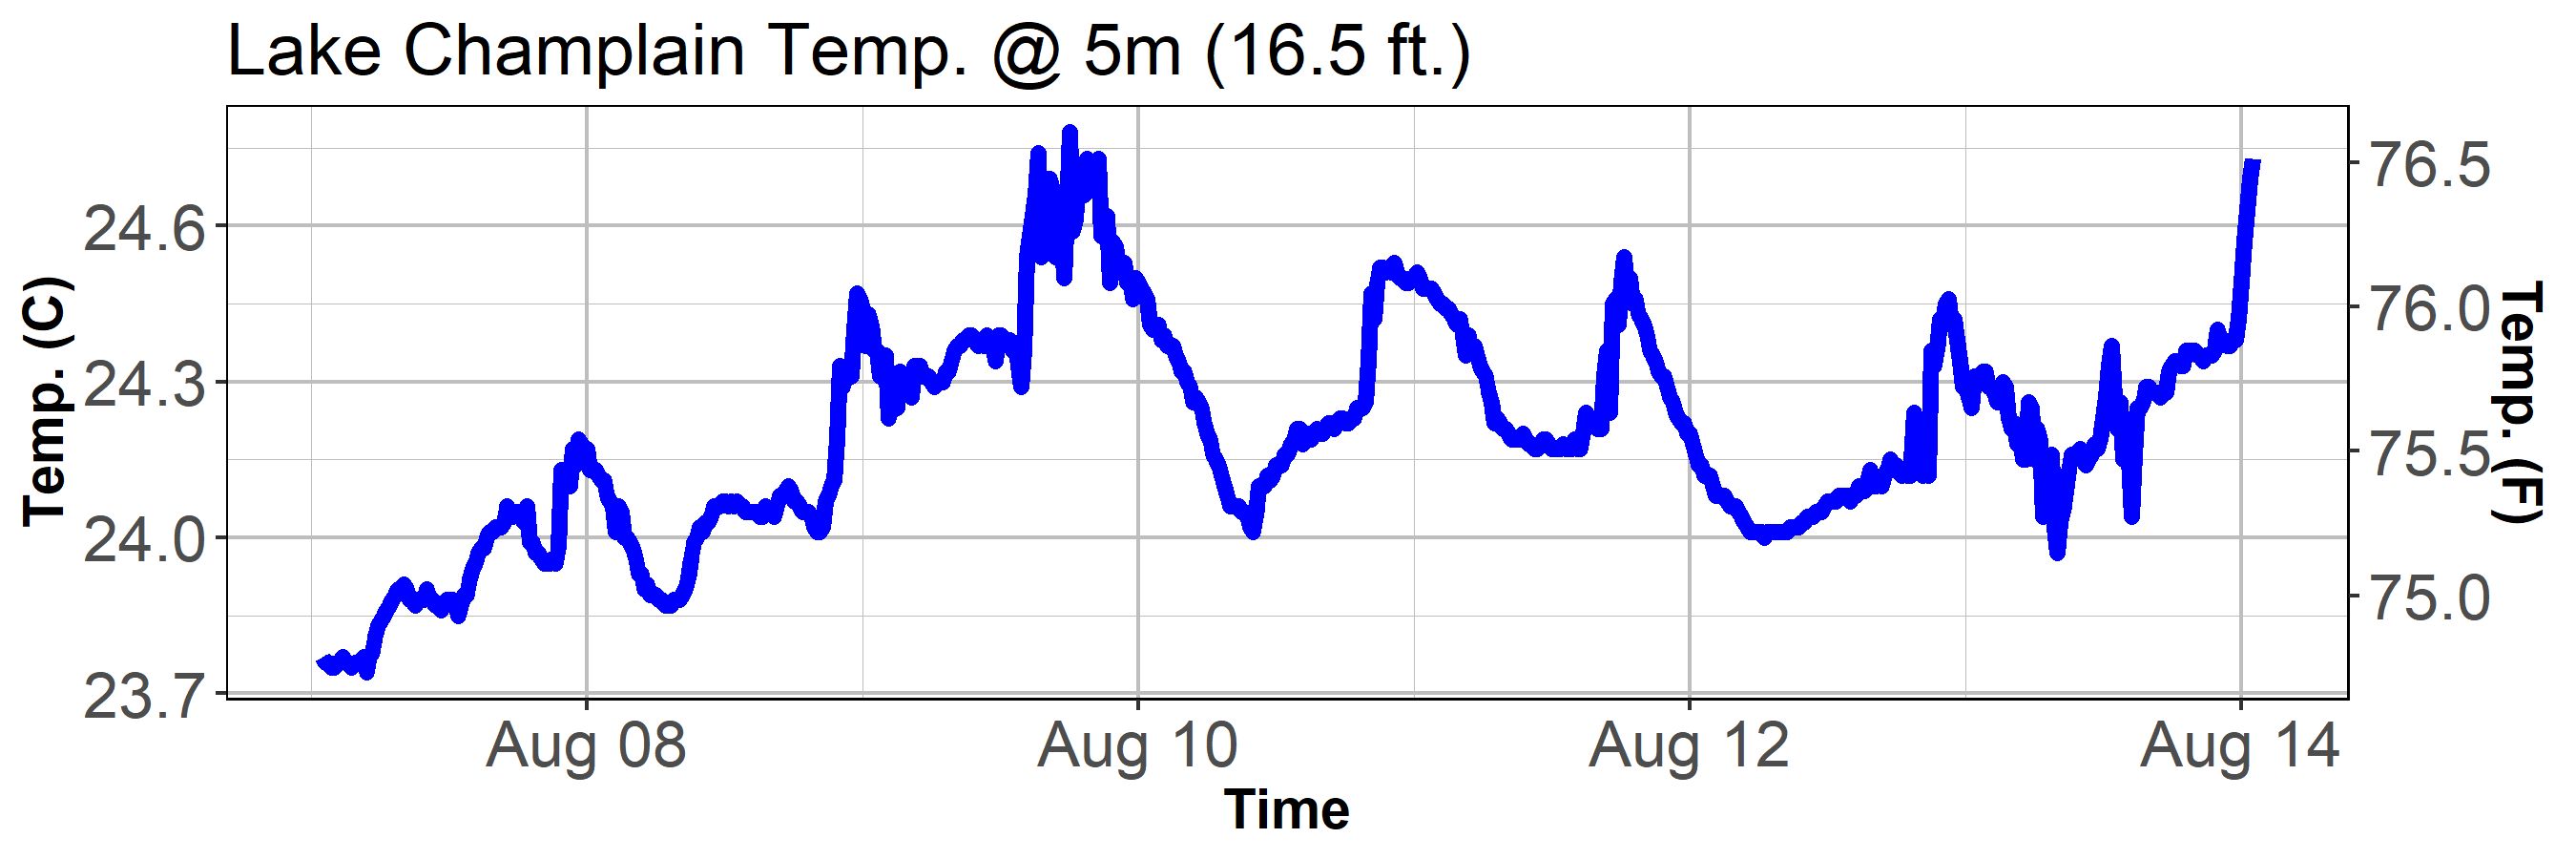 Lake Champlain Temp. @ 5m (16.5 ft.)
Temp. (C)
24.6
24.3
24.0
23.7
76.5
76.0
75.5
75.0
Temp. (F)
Aug 08 Aug 10 Aug 12 Aug 14
Time